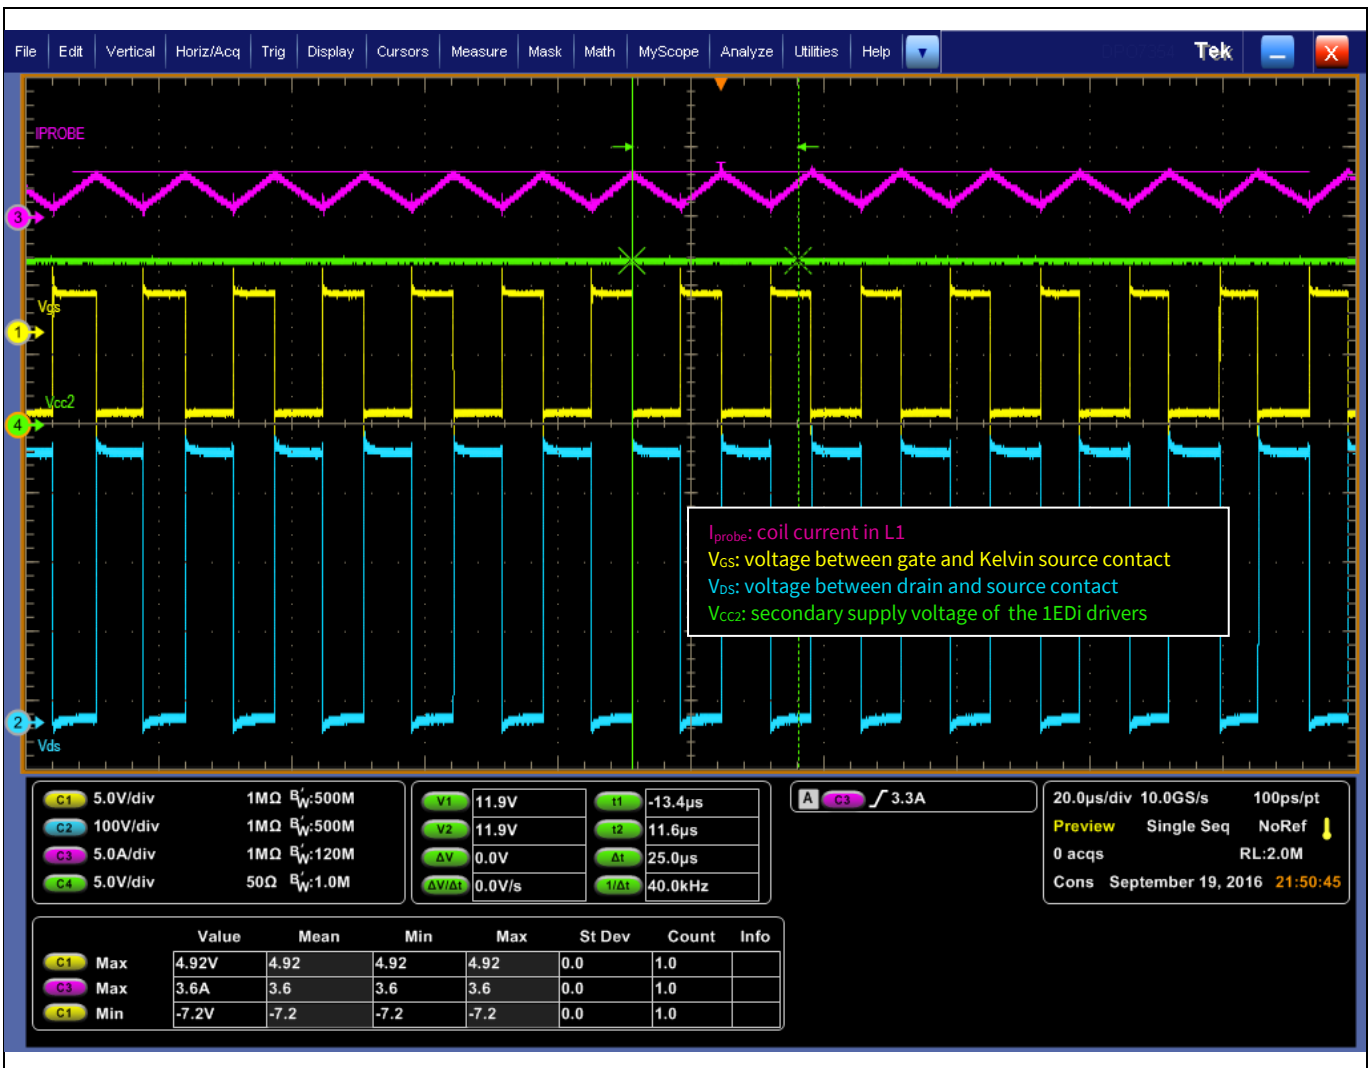 File Edit Vertical Horiz/Acq Trig Display Cursors Measure Mask Math MyScope Analyze Utilities Help Tek X
IPROBE
3
Vgs
1
Vcc2
4
Iprobe: coil current in L1
VGS: voltage between gate and Kelvin source contact
VDS: voltage between drain and source contact
VCC2: secondary supply voltage of the 1EDi drivers
2
Vds
C1 5.0V/div 1MΩ BW:500M
C2 100V/div 1MΩ BW:500M
C3 5.0A/div 1MΩ BW:120M
C4 5.0V/div 50Ω BW:1.0M
V1 11.9V t1 -13.4µs
V2 11.9V t2 11.6µs
ΔV 0.0V Δt 25.0µs
ΔV/Δt 0.0V/s 1/Δt 40.0kHz
A C3 / 3.3A
20.0µs/div 10.0GS/s 100ps/pt
Preview Single Seq NoRef
0 acqs RL:2.0M
Cons September 19, 2016 21:50:45
Value Mean Min Max St Dev Count Info
C1 Max 4.92V 4.92 4.92 4.92 0.0 1.0
C3 Max 3.6A 3.6 3.6 3.6 0.0 1.0
C1 Min -7.2V -7.2 -7.2 -7.2 0.0 1.0